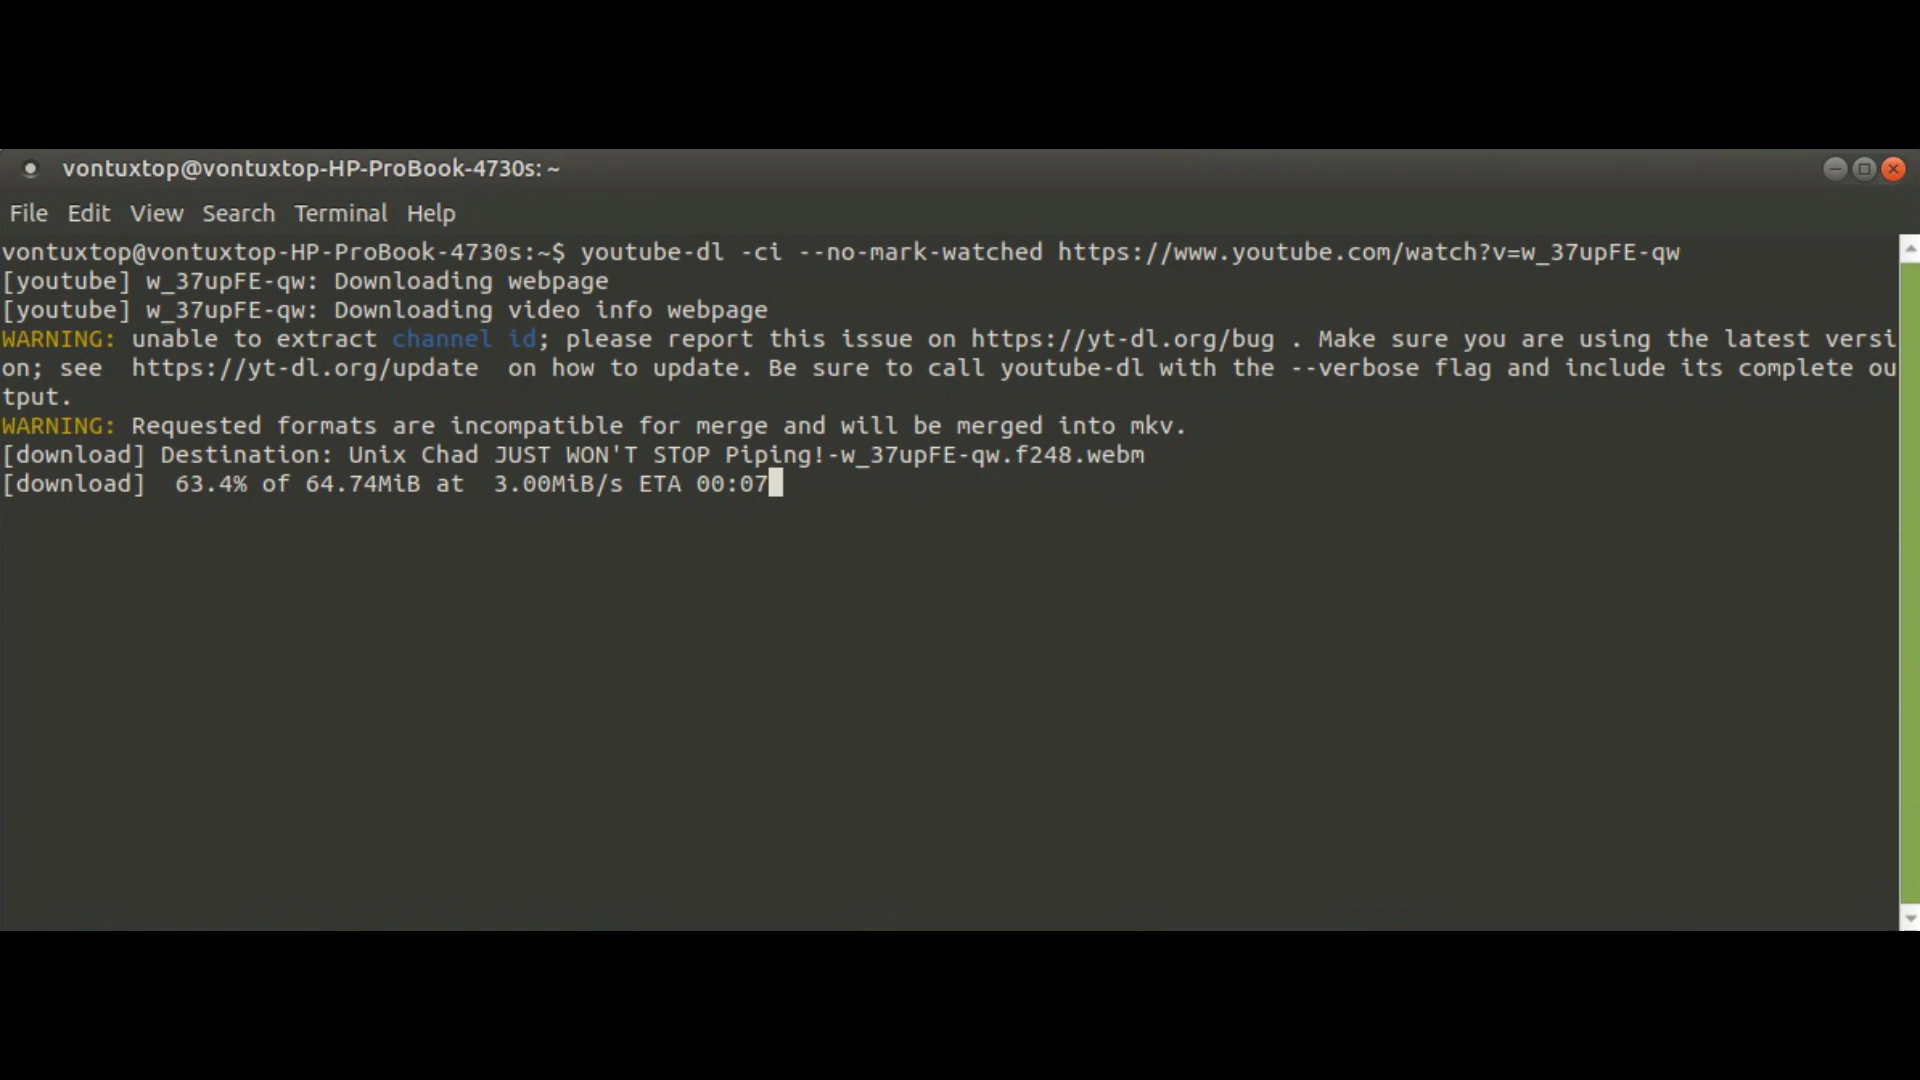 vontuxtop@vontuxtop-HP-ProBook-4730s: ~
File Edit View Search Terminal Help
vontuxtop@vontuxtop-HP-ProBook-4730s:~$ youtube-dl -ci --no-mark-watched https://www.youtube.com/watch?v=w_37upFE-qw
[youtube] w_37upFE-qw: Downloading webpage
[youtube] w_37upFE-qw: Downloading video info webpage
WARNING: unable to extract channel id; please report this issue on https://yt-dl.org/bug . Make sure you are using the latest versi
on; see  https://yt-dl.org/update  on how to update. Be sure to call youtube-dl with the --verbose flag and include its complete ou
tput.
WARNING: Requested formats are incompatible for merge and will be merged into mkv.
[download] Destination: Unix Chad JUST WON'T STOP Piping!-w_37upFE-qw.f248.webm
[download]  63.4% of 64.74MiB at  3.00MiB/s ETA 00:07